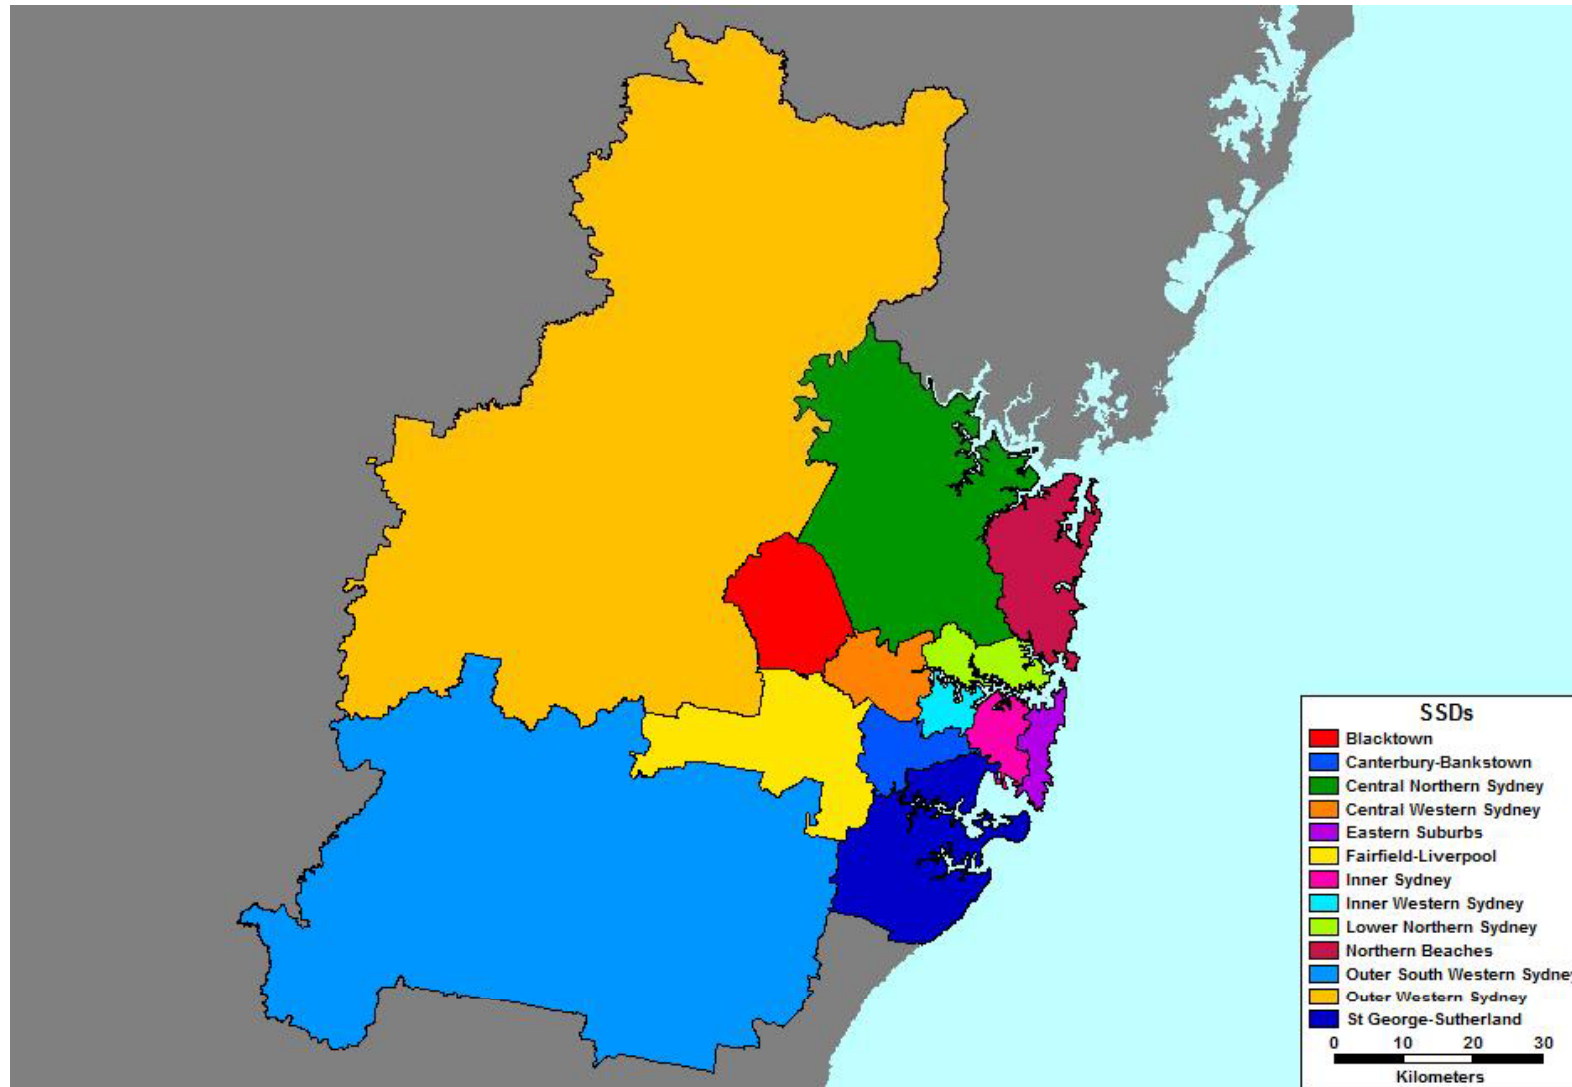 SSDs
Blacktown
Canterbury-Bankstown
Central Northern Sydney
Central Western Sydney
Eastern Suburbs
Fairfield-Liverpool
Inner Sydney
Inner Western Sydney
Lower Northern Sydney
Northern Beaches
Outer South Western Sydney
Outer Western Sydney
St George-Sutherland
0 10 20 30
Kilometers